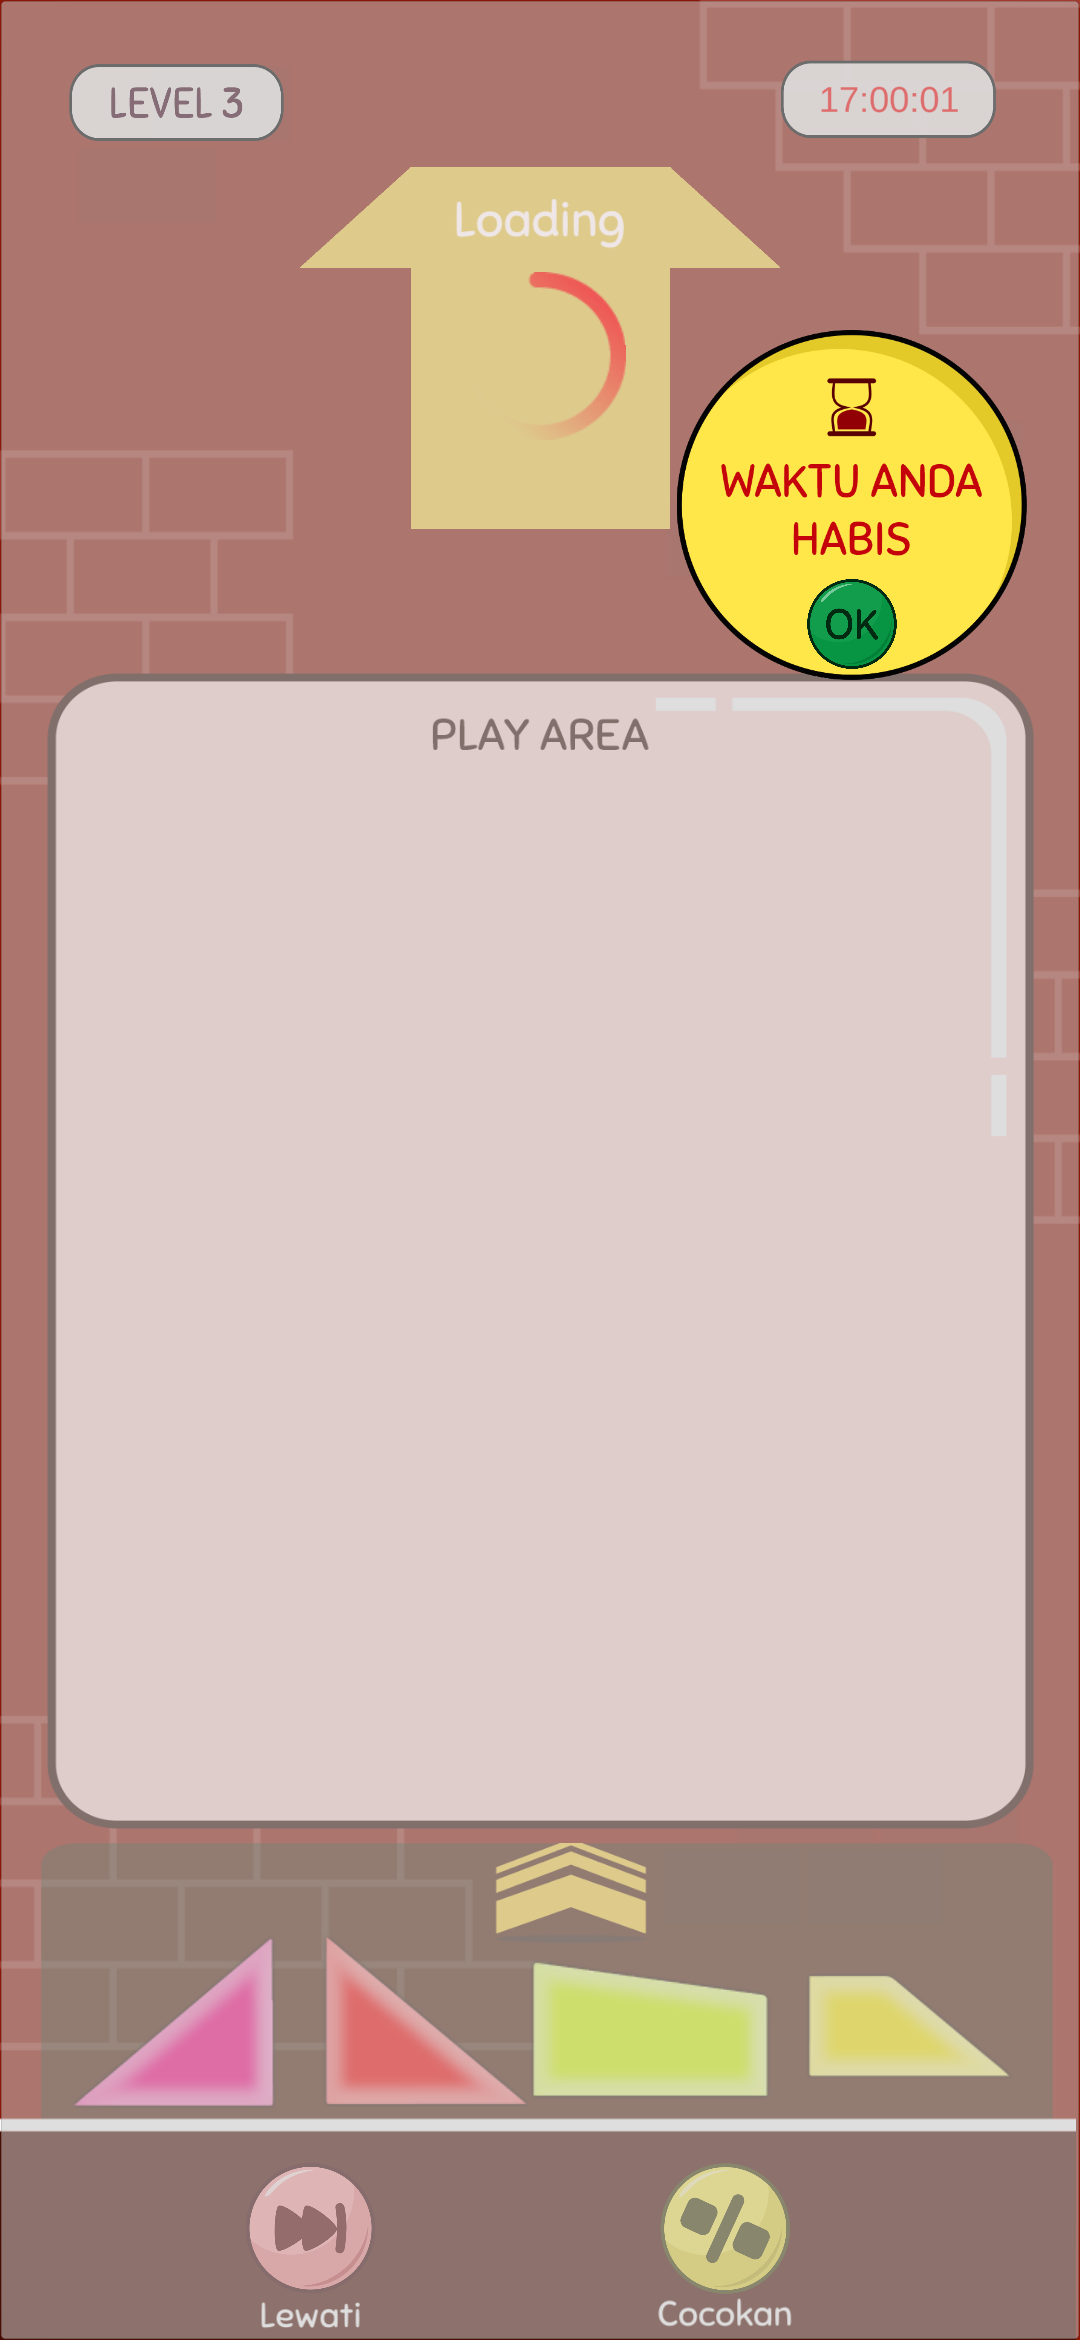 LEVEL 3
17:00:01
Loading
WAKTU ANDA
HABIS
OK
PLAY AREA
Lewati
Cocokan